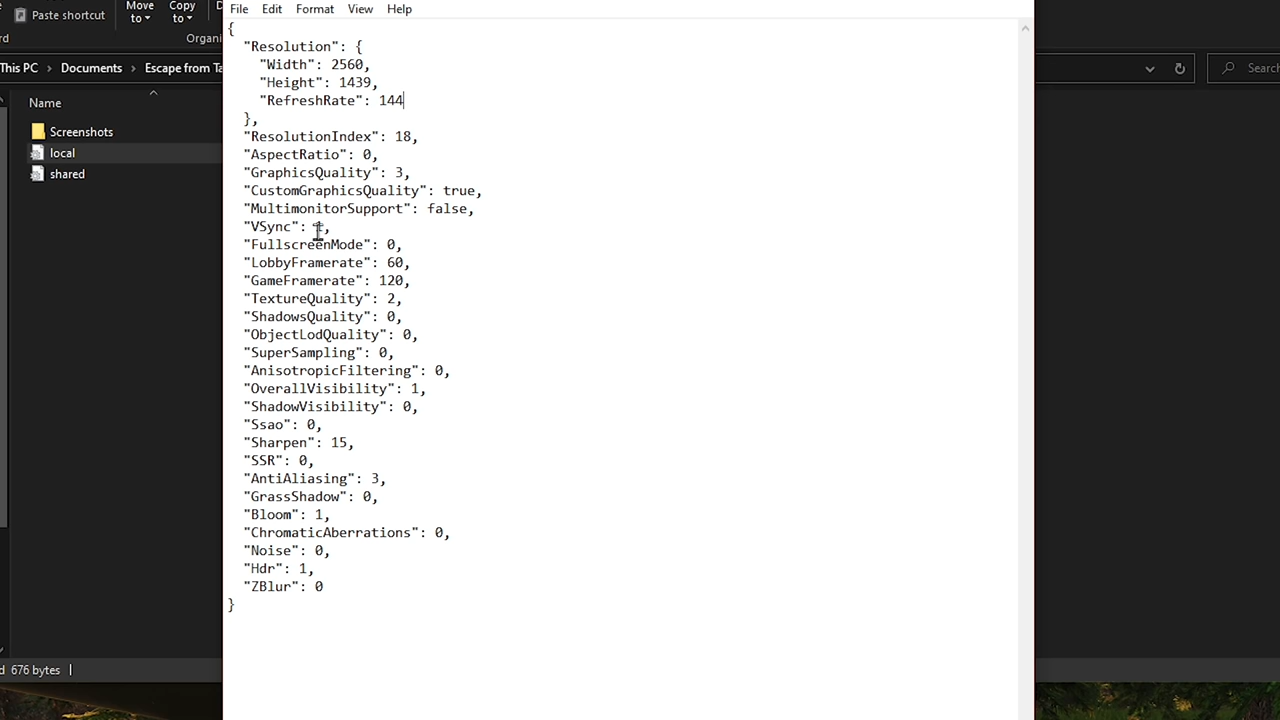 Paste shortcut
Move to
Copy to
Organi
File Edit Format View Help
This PC > Documents > Escape from Ta
Search
Name
Screenshots
local
shared
{
"Resolution": {
"Width": 2560,
"Height": 1439,
"RefreshRate": 144
},
"ResolutionIndex": 18,
"AspectRatio": 0,
"GraphicsQuality": 3,
"CustomGraphicsQuality": true,
"MultimonitorSupport": false,
"VSync":
"FullscreenMode": 0,
"LobbyFramerate": 60,
"GameFramerate": 120,
"TextureQuality": 2,
"ShadowsQuality": 0,
"ObjectLodQuality": 0,
"SuperSampling": 0,
"AnisotropicFiltering": 0,
"OverallVisibility": 1,
"ShadowVisibility": 0,
"Ssao": 0,
"Sharpen": 15,
"SSR": 0,
"AntiAliasing": 3,
"GrassShadow": 0,
"Bloom": 1,
"ChromaticAberrations": 0,
"Noise": 0,
"Hdr": 1,
"ZBlur": 0
}
676 bytes